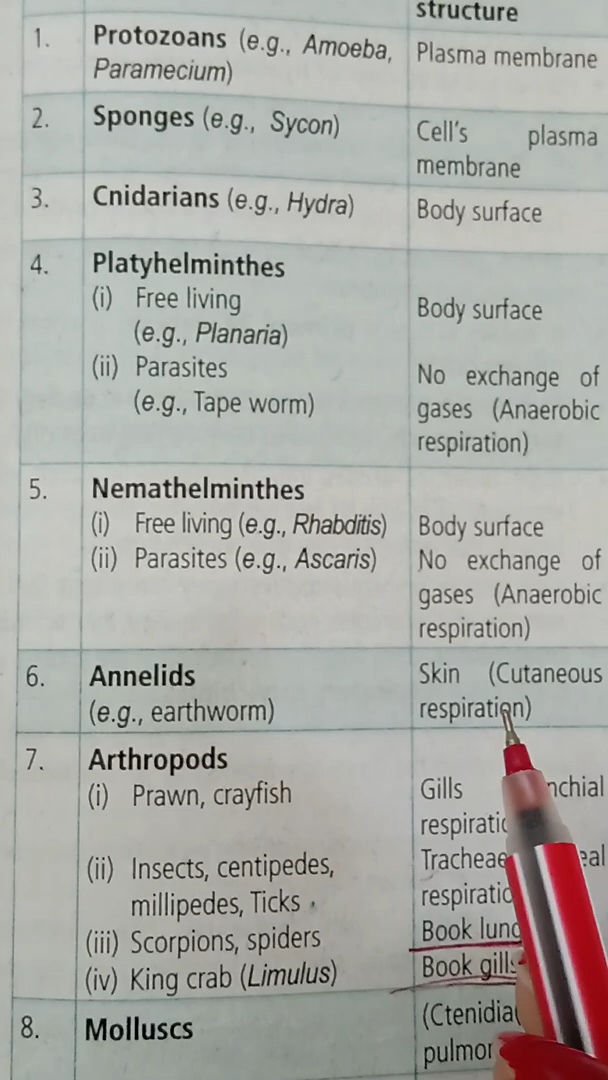 structure
1. Protozoans (e.g., Amoeba, Plasma membrane
Paramecium)
2. Sponges (e.g., Sycon) Cell's plasma
membrane
3. Cnidarians (e.g., Hydra) Body surface
4. Platyhelminthes
(i) Free living Body surface
(e.g., Planaria)
(ii) Parasites No exchange of
(e.g., Tape worm) gases (Anaerobic
respiration)
5. Nemathelminthes
(i) Free living (e.g., Rhabditis) Body surface
(ii) Parasites (e.g., Ascaris) No exchange of
gases (Anaerobic
respiration)
6. Annelids Skin (Cutaneous
(e.g., earthworm) respiration)
7. Arthropods
(i) Prawn, crayfish Gills
(ii) Insects, centipedes, Tracheae
millipedes, Ticks
(iii) Scorpions, spiders Book
(iv) King crab (Limulus) Book gills
8. Molluscs